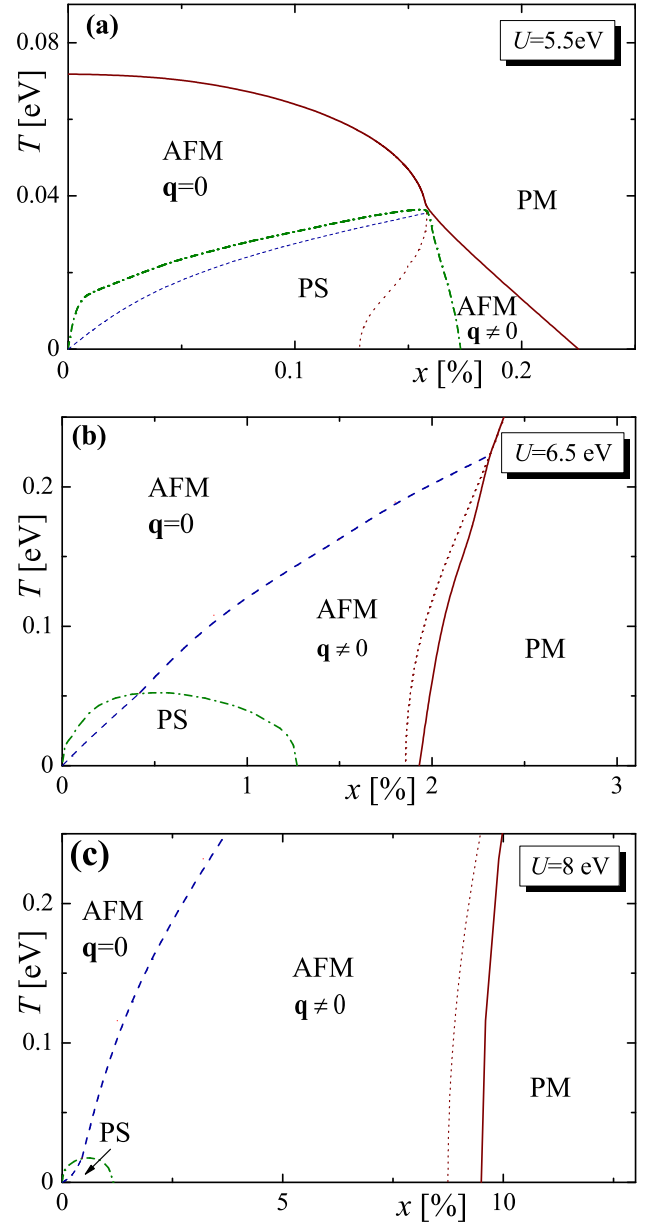 (a)
U=5.5eV
0.08
0.04
0
T [eV]
AFM
q=0
PM
PS
AFM
q ≠ 0
0
0.1
0.2
x [%]
(b)
U=6.5 eV
0.2
0.1
0
T [eV]
AFM
q=0
AFM
q ≠ 0
PM
PS
0
1
2
3
x [%]
(c)
U=8 eV
0.2
0.1
0
T [eV]
AFM
q=0
AFM
q ≠ 0
PM
PS
0
5
10
x [%]